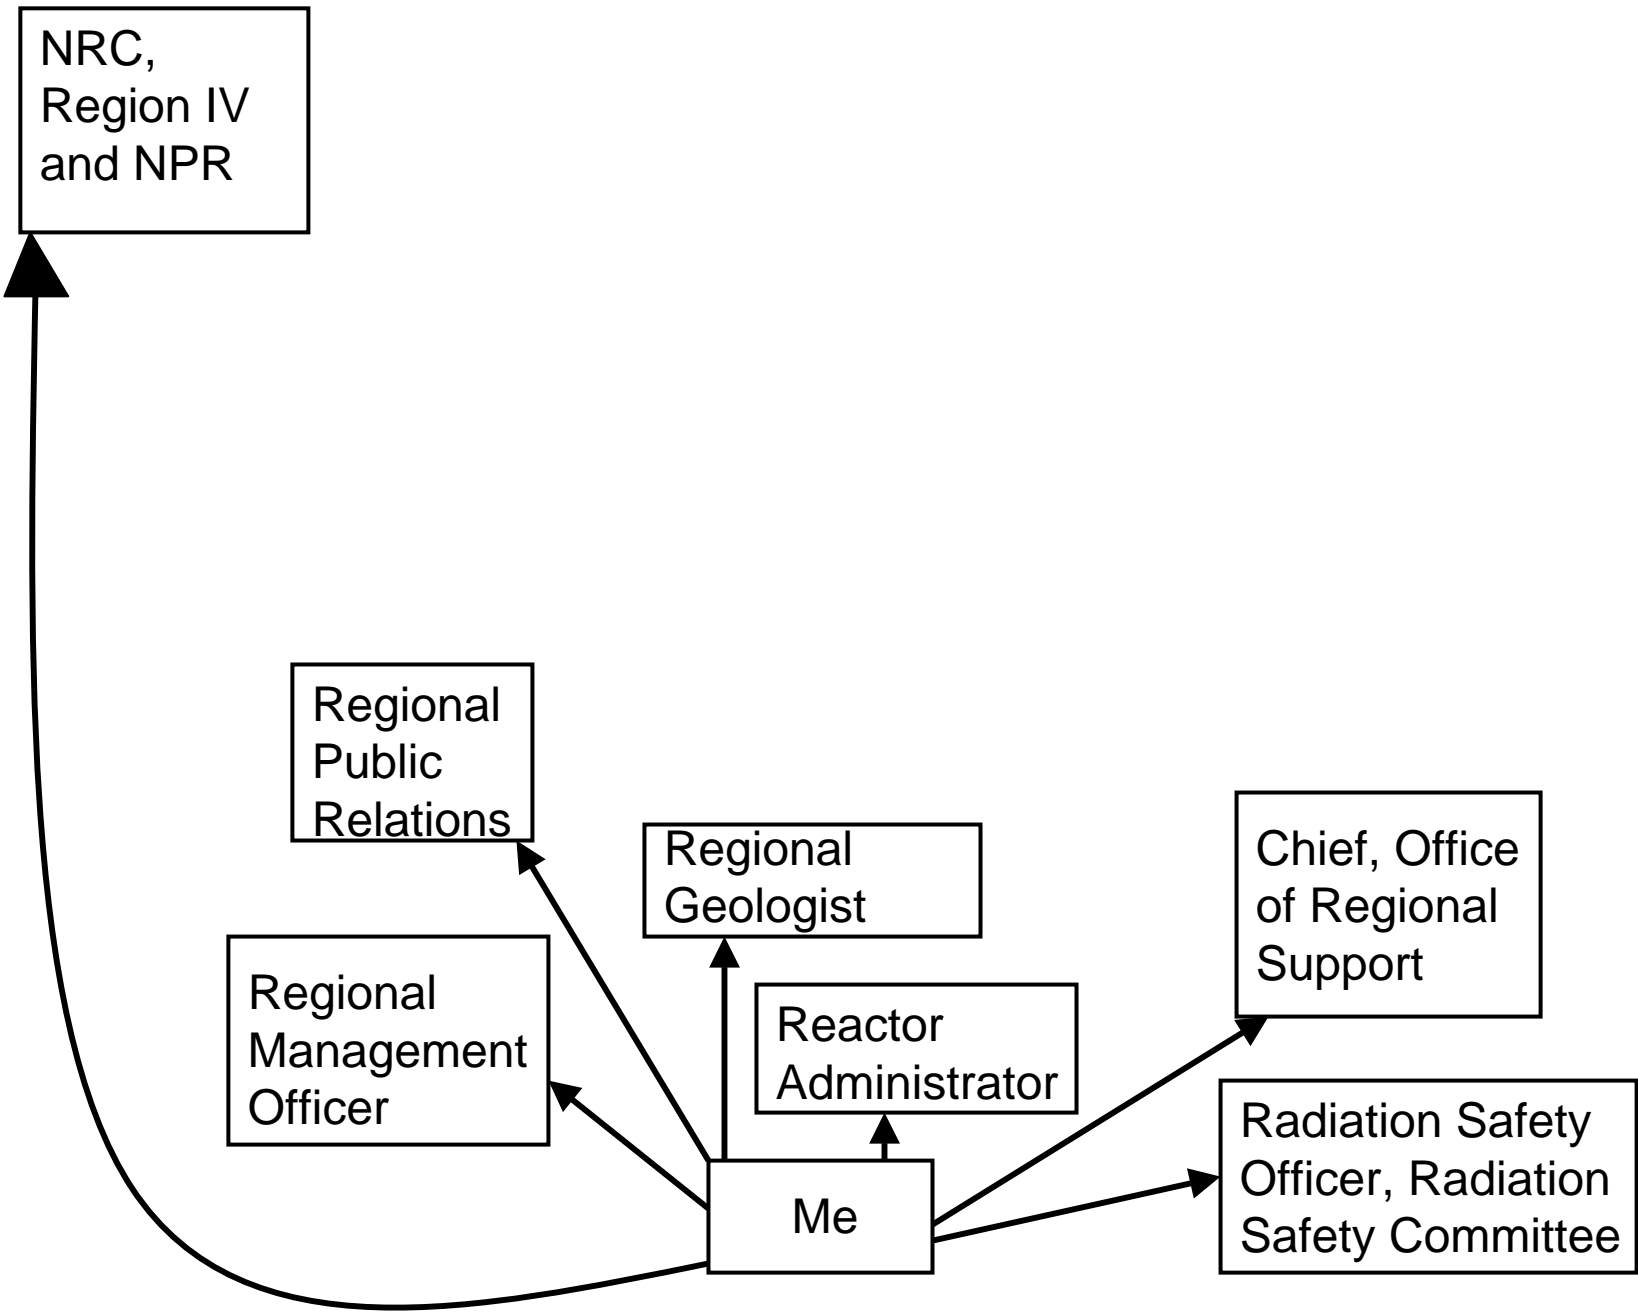 NRC,
Region IV
and NPR
Regional
Public
Relations
Regional
Geologist
Chief, Office
of Regional
Support
Regional
Management
Officer
Reactor
Administrator
Radiation Safety
Officer, Radiation
Safety Committee
Me